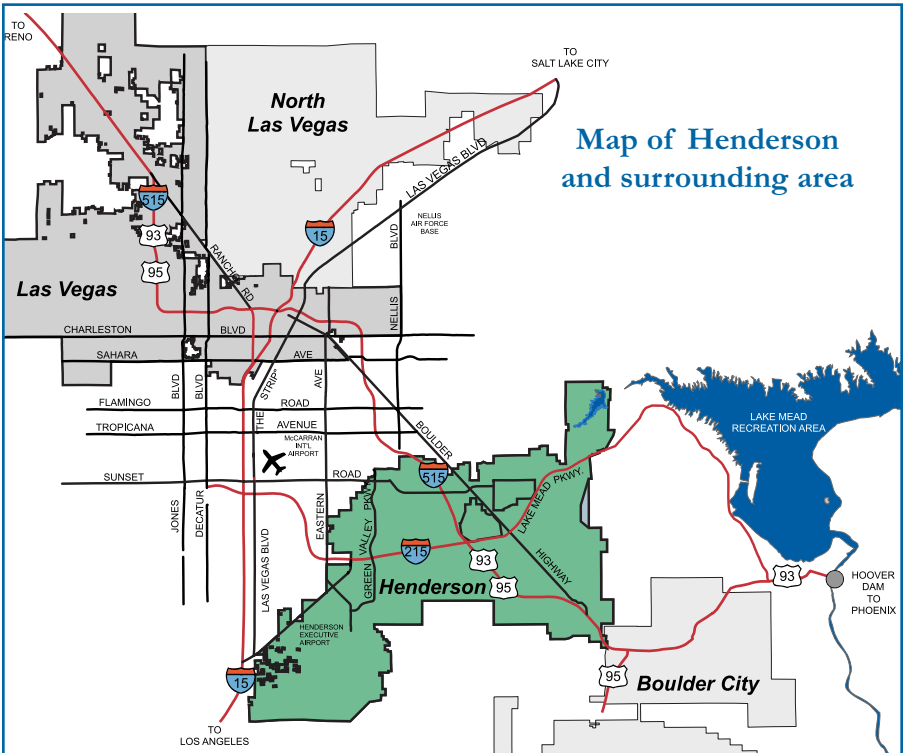 TO
RENO
TO
SALT LAKE CITY
North
Las Vegas
Map of Henderson
and surrounding area
LAS VEGAS BLVD
515
93
95
15
NELLIS
AIR FORCE
BASE
RANCHO RD
BLVD
NELLIS
Las Vegas
CHARLESTON
BLVD
SAHARA
AVE
BLVD
BLVD
THE
STRIP"
AVE
FLAMINGO
ROAD
TROPICANA
AVENUE
McCARRAN
INT'L
AIRPORT
BOULDER
LAKE MEAD
RECREATION AREA
SUNSET
ROAD
515
LAKE MEAD PKWY.
JONES
DECATUR
EASTERN
GREEN VALLEY PKWY
LAS VEGAS BLVD
215
93
HIGHWAY
Henderson
95
93
HOOVER
DAM
TO
PHOENIX
HENDERSON
EXECUTIVE
AIRPORT
15
95
Boulder City
TO
LOS ANGELES